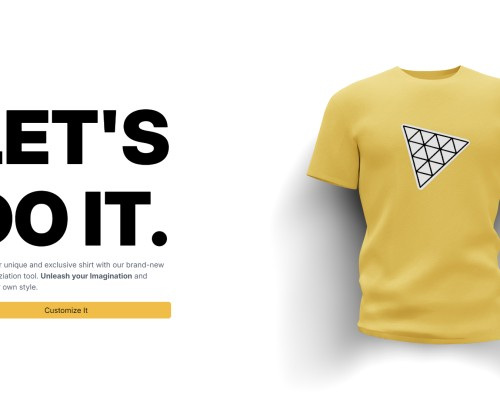 LET'S
DO IT.
r unique and exclusive shirt with our brand-new
ziation tool. Unleash your Imagination and
r own style.
Customize It